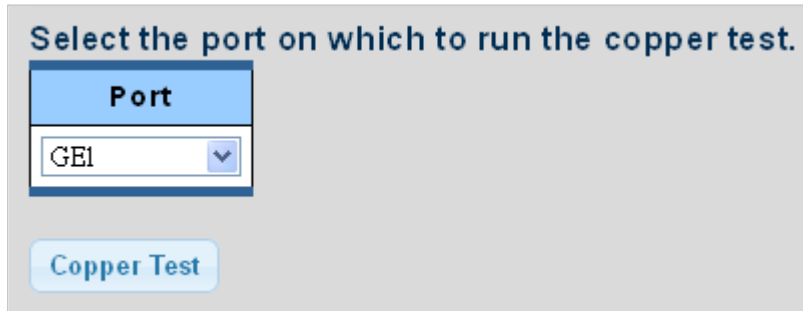 Select the port on which to run the copper test.
Port
GE1
Copper Test